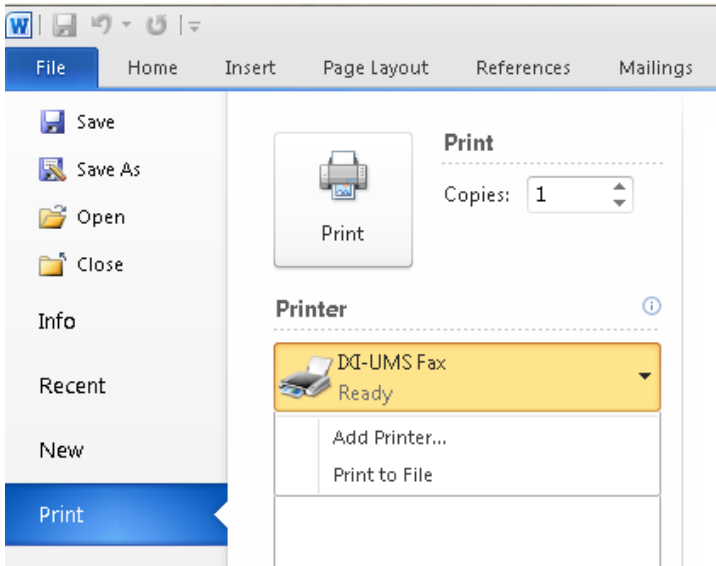 W
File Home Insert Page Layout References Mailings
Save
Save As
Open
Close
Info
Recent
New
Print
Print
Print
Copies: 1
Printer
IXI-UMS Fax
Ready
Add Printer...
Print to File